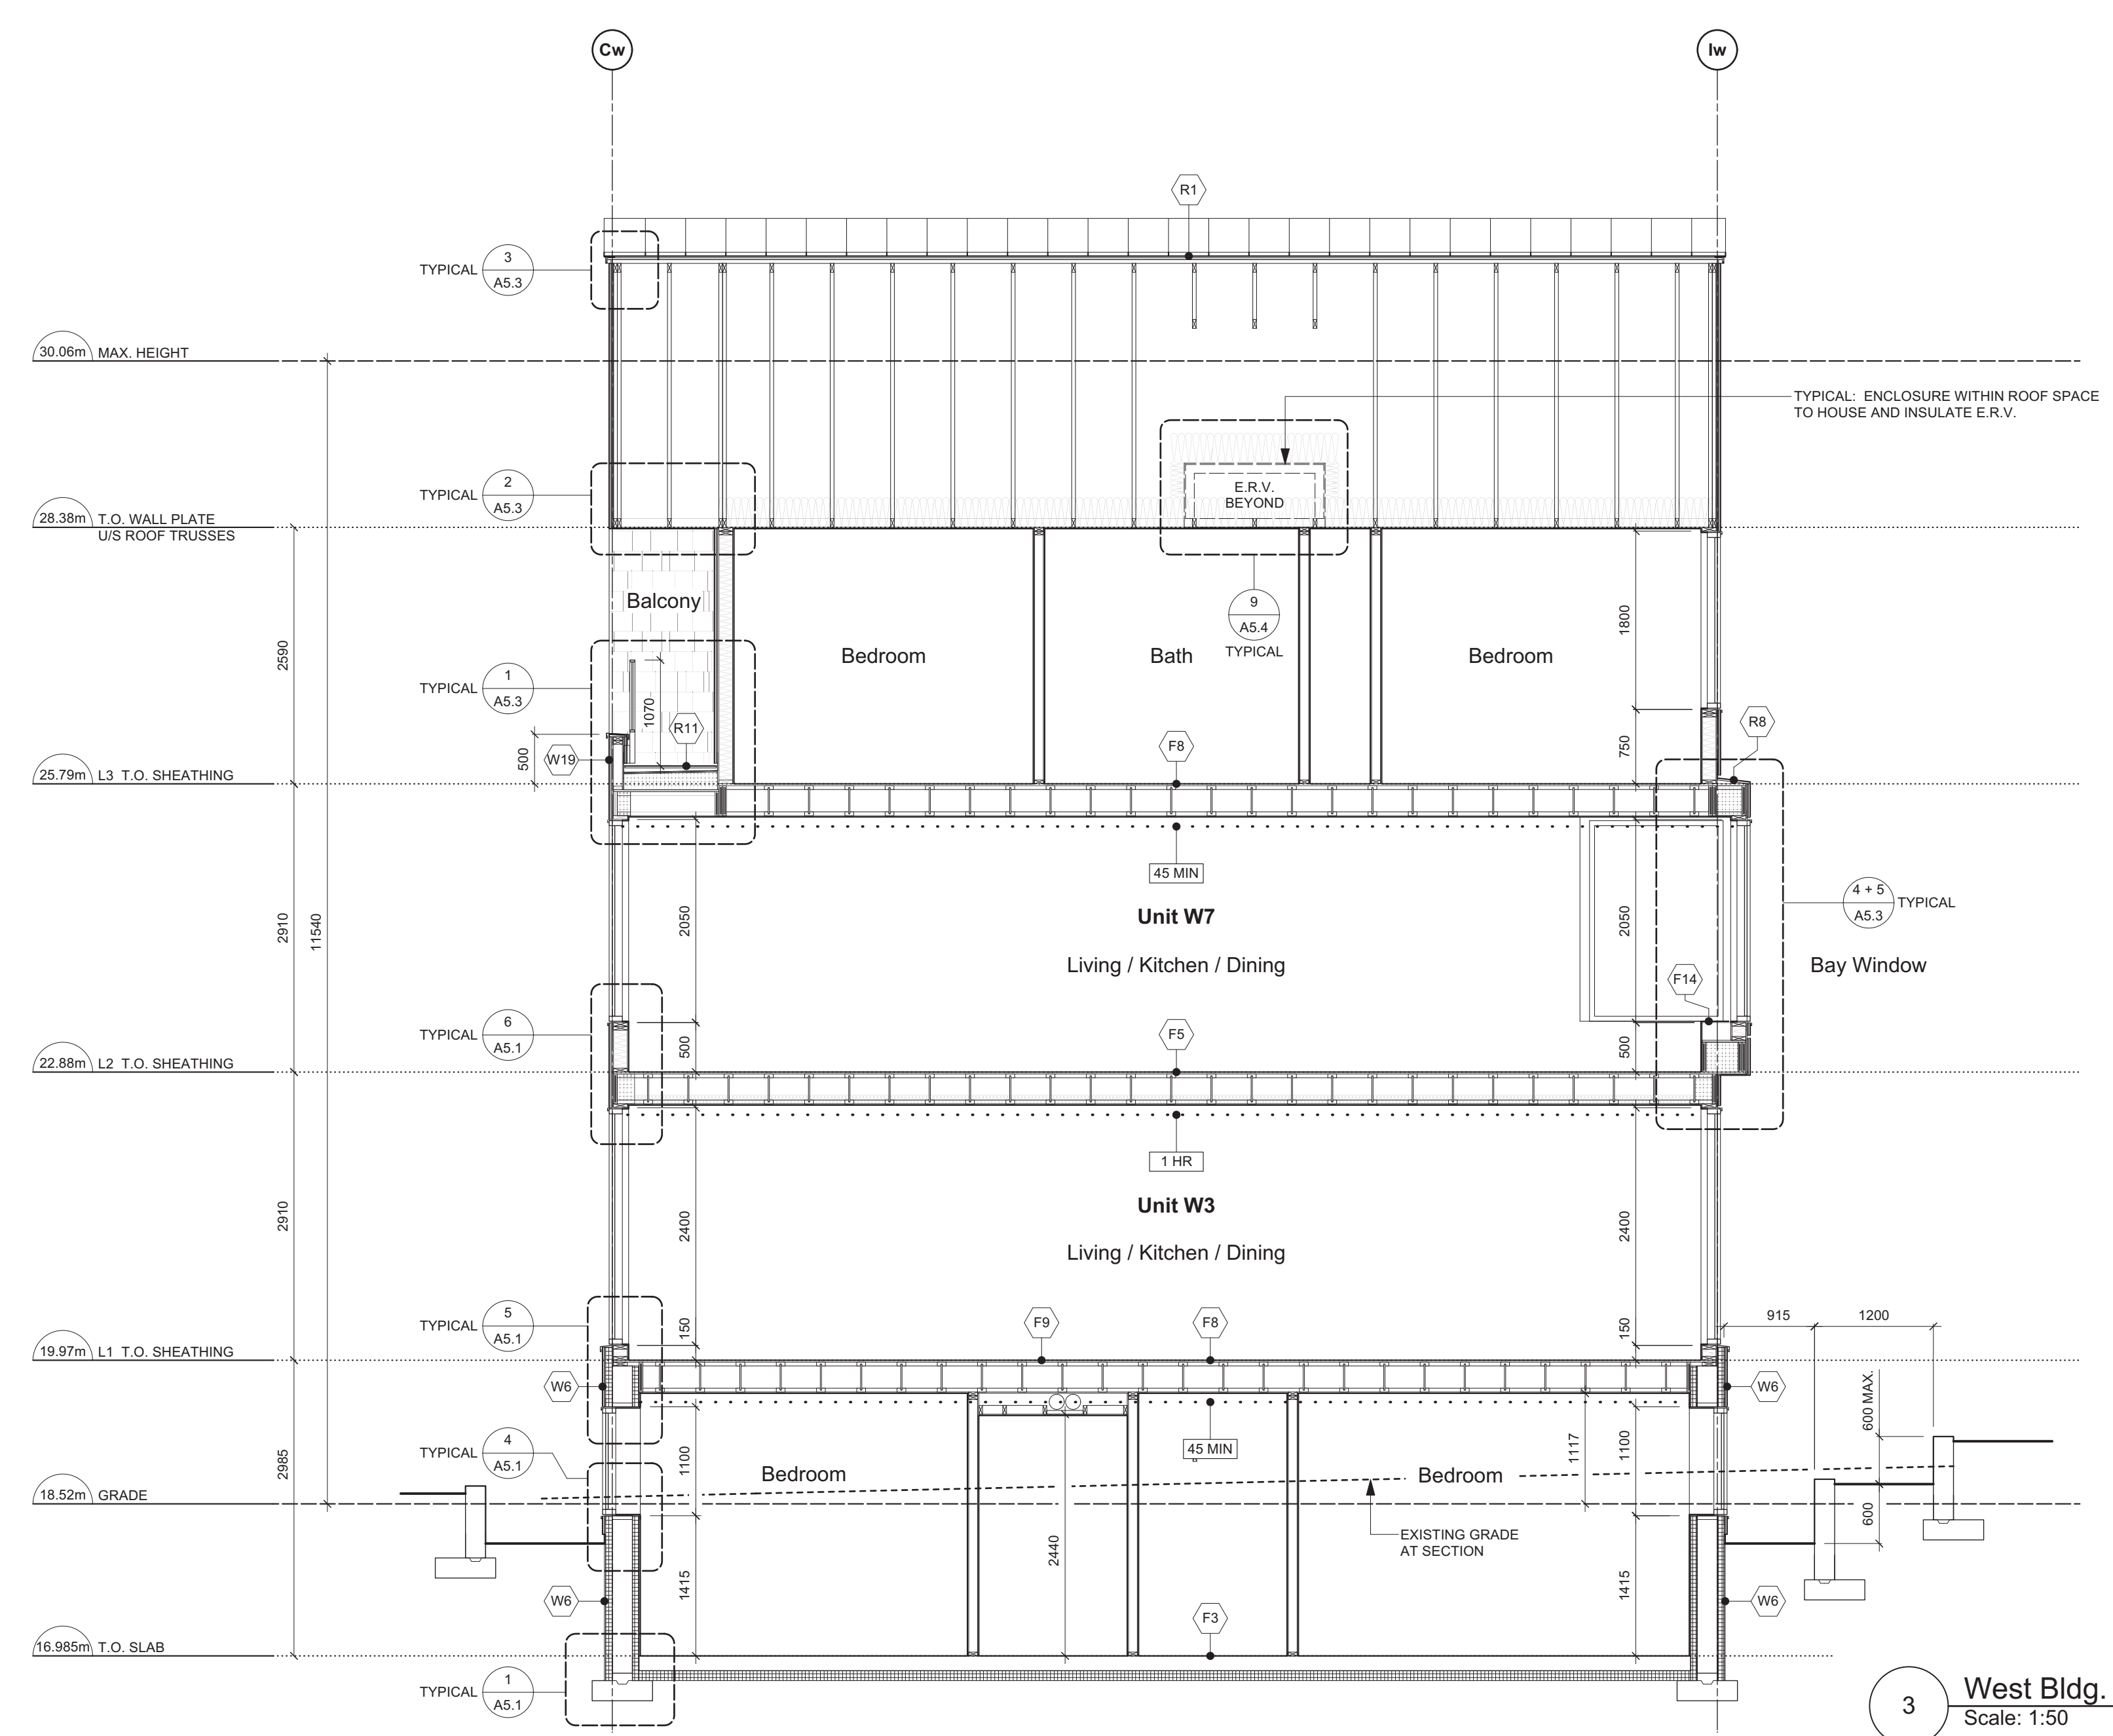 Cw
Iw
R1
TYPICAL
3
A5.3
30.06m
MAX. HEIGHT
TYPICAL: ENCLOSURE WITHIN ROOF SPACE
TO HOUSE AND INSULATE E.R.V.
TYPICAL
2
A5.3
E.R.V.
BEYOND
28.38m
T.O. WALL PLATE
U/S ROOF TRUSSES
Balcony
9
A5.4
TYPICAL
1800
2590
Bedroom
Bath
Bedroom
TYPICAL
1
A5.3
1070
R11
R8
500
W19
F8
750
25.79m
L3 T.O. SHEATHING
45 MIN
4 + 5
A5.3
TYPICAL
2910
11540
2050
Unit W7
2050
Living / Kitchen / Dining
Bay Window
F14
TYPICAL
6
A5.1
500
F5
500
22.88m
L2 T.O. SHEATHING
1 HR
2910
2400
Unit W3
2400
Living / Kitchen / Dining
TYPICAL
5
A5.1
150
F9
F8
150
915
1200
19.97m
L1 T.O. SHEATHING
W6
W6
600 MAX.
TYPICAL
4
A5.1
2985
1100
45 MIN
1117
1100
Bedroom
Bedroom
18.52m
GRADE
600
EXISTING GRADE
AT SECTION
2440
1415
1415
W6
W6
F3
16.985m
T.O. SLAB
TYPICAL
1
A5.1
3
West Bldg.
Scale: 1:50